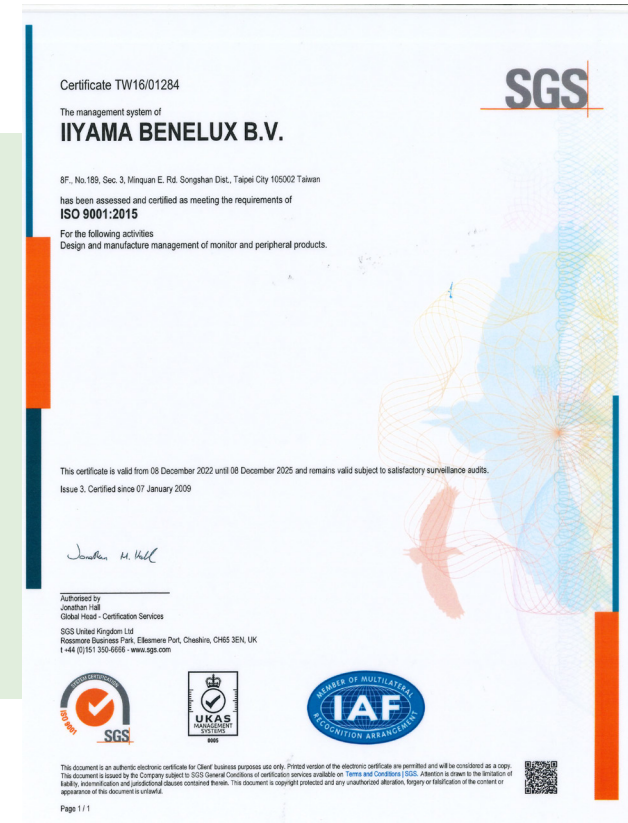 Certificate TW16/01284
SGS
The management system of
IIYAMA BENELUX B.V.
8F., No.189, Sec. 3, Minquan E. Rd. Songshan Dist., Taipei City 105002 Taiwan
has been assessed and certified as meeting the requirements of
ISO 9001:2015
For the following activities
Design and manufacture management of monitor and peripheral products.
This certificate is valid from 08 December 2022 until 08 December 2025 and remains valid subject to satisfactory surveillance audits.
Issue 3. Certified since 07 January 2009
Jonathan M. Hall
Authorised by
Jonathan Hall
Global Head - Certification Services
SGS United Kingdom Ltd
Rossmore Business Park, Ellesmere Port, Cheshire, CH65 3EN, UK
t +44 (0)151 350-6666 - www.sgs.com
SYSTEM CERTIFICATION
ISO 9001
SGS
UKAS
MANAGEMENT
SYSTEMS
0005
MEMBER OF MULTILATERAL
IAF
RECOGNITION ARRANGEMENT
This document is an authentic electronic certificate for Client' business purposes use only. Printed version of the electronic certificate are permitted and will be considered as a copy.
This document is issued by the Company subject to SGS General Conditions of certification services available on Terms and Conditions | SGS. Attention is drawn to the limitation of
liability, indemnification and jurisdictional clauses contained therein. This document is copyright protected and any unauthorized alteration, forgery or falsification of the content or
appearance of this document is unlawful.
Page 1 / 1